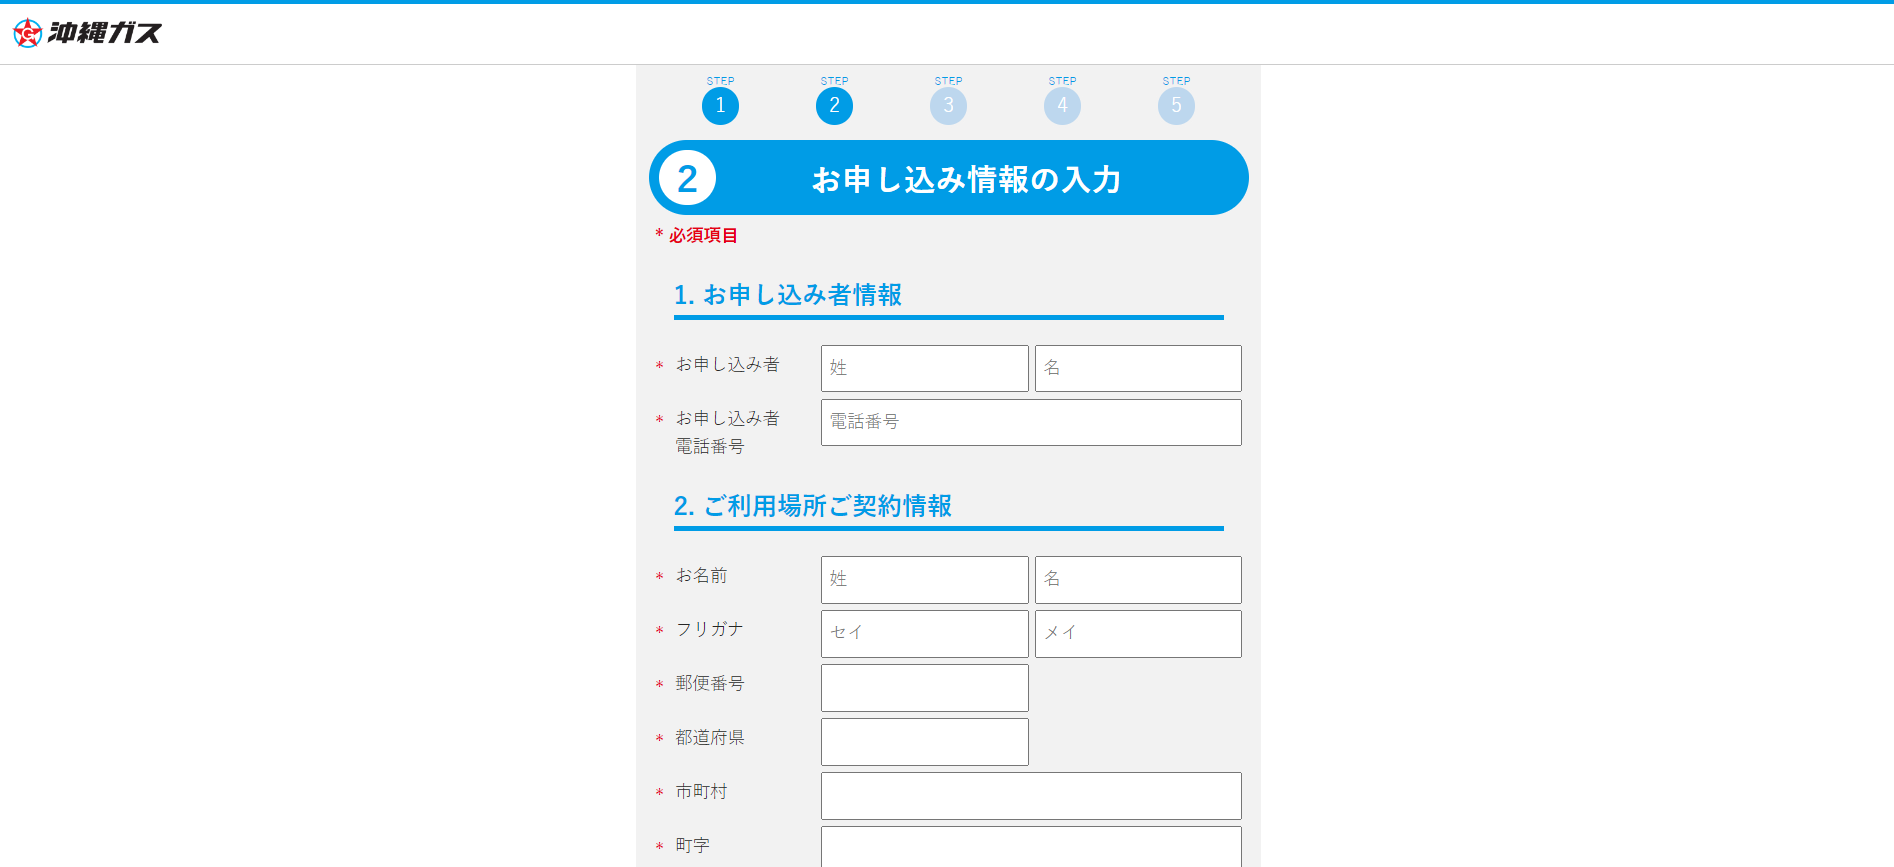 G 沖縄ガス
STEP STEP STEP STEP STEP
1 2 3 4 5
2 お申し込み情報の入力
* 必須項目
1. お申し込み者情報
* お申し込み者 姓 名
* お申し込み者 電話番号
電話番号
2. ご利用場所ご契約情報
* お名前 姓 名
* フリガナ セイ メイ
* 郵便番号
* 都道府県
* 市町村
* 町字